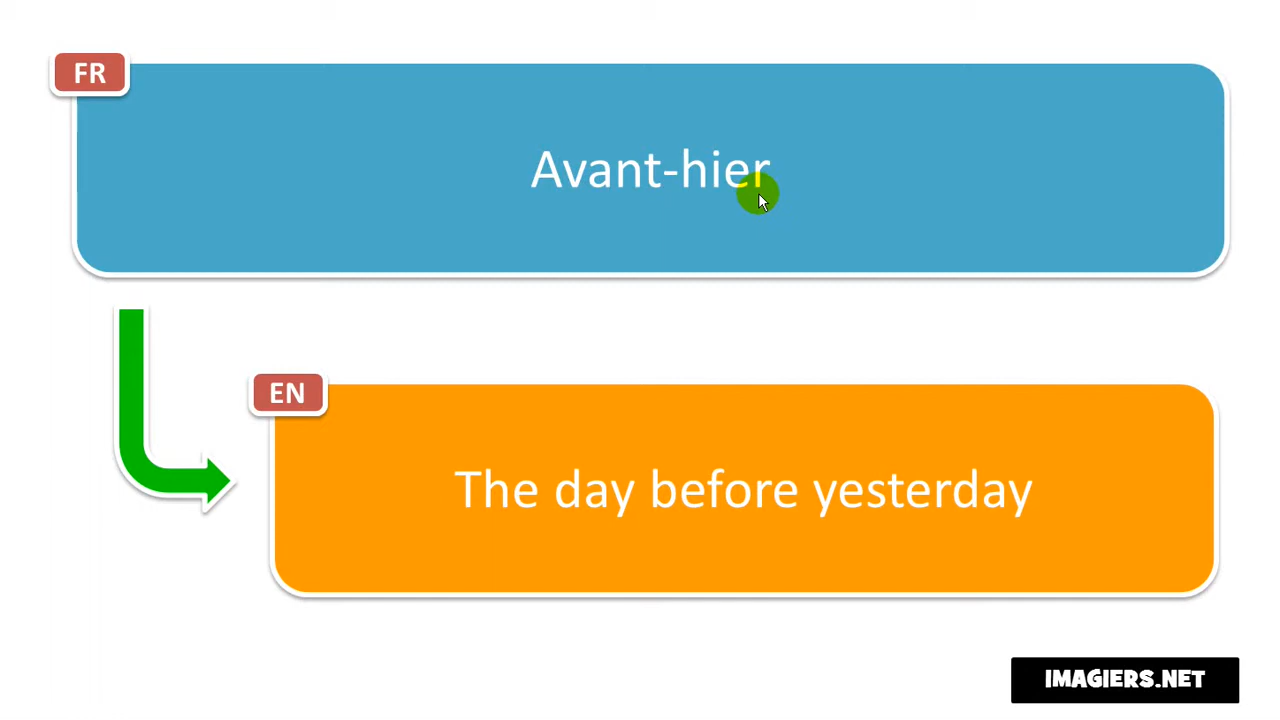 FR
Avant-hier
EN
The day before yesterday
IMAGIERS.NET